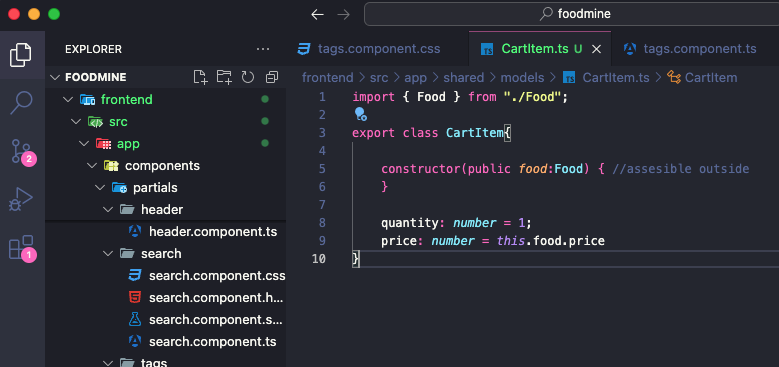 foodmine
EXPLORER
tags.component.css
CartItem.ts U
tags.component.ts
FOODMINE
frontend > src > app > shared > models > CartItem.ts > CartItem
frontend
src
app
components
partials
header
header.component.ts
search
search.component.css
search.component.h...
search.component.s...
search.component.ts
tags
2
1
1 import { Food } from "./Food";
2
3 export class CartItem{
4
5 constructor(public food:Food) { //assesible outside
6 }
7
8 quantity: number = 1;
9 price: number = this.food.price
10 }